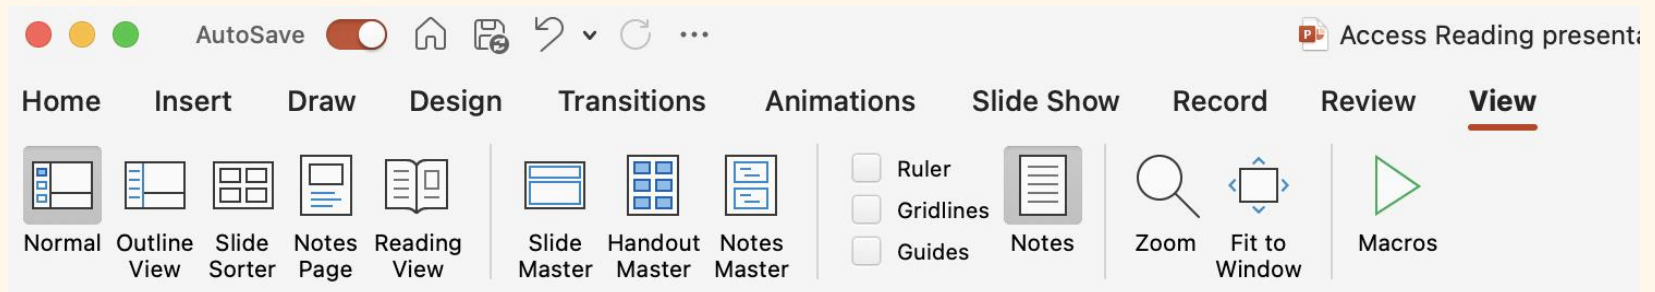 AutoSave
P Access Reading presenta
Home Insert Draw Design Transitions Animations Slide Show Record Review View
Normal
Outline View
Slide Sorter
Notes Page
Reading View
Slide Master
Handout Master
Notes Master
Ruler
Gridlines
Guides
Notes
Zoom
Fit to Window
Macros